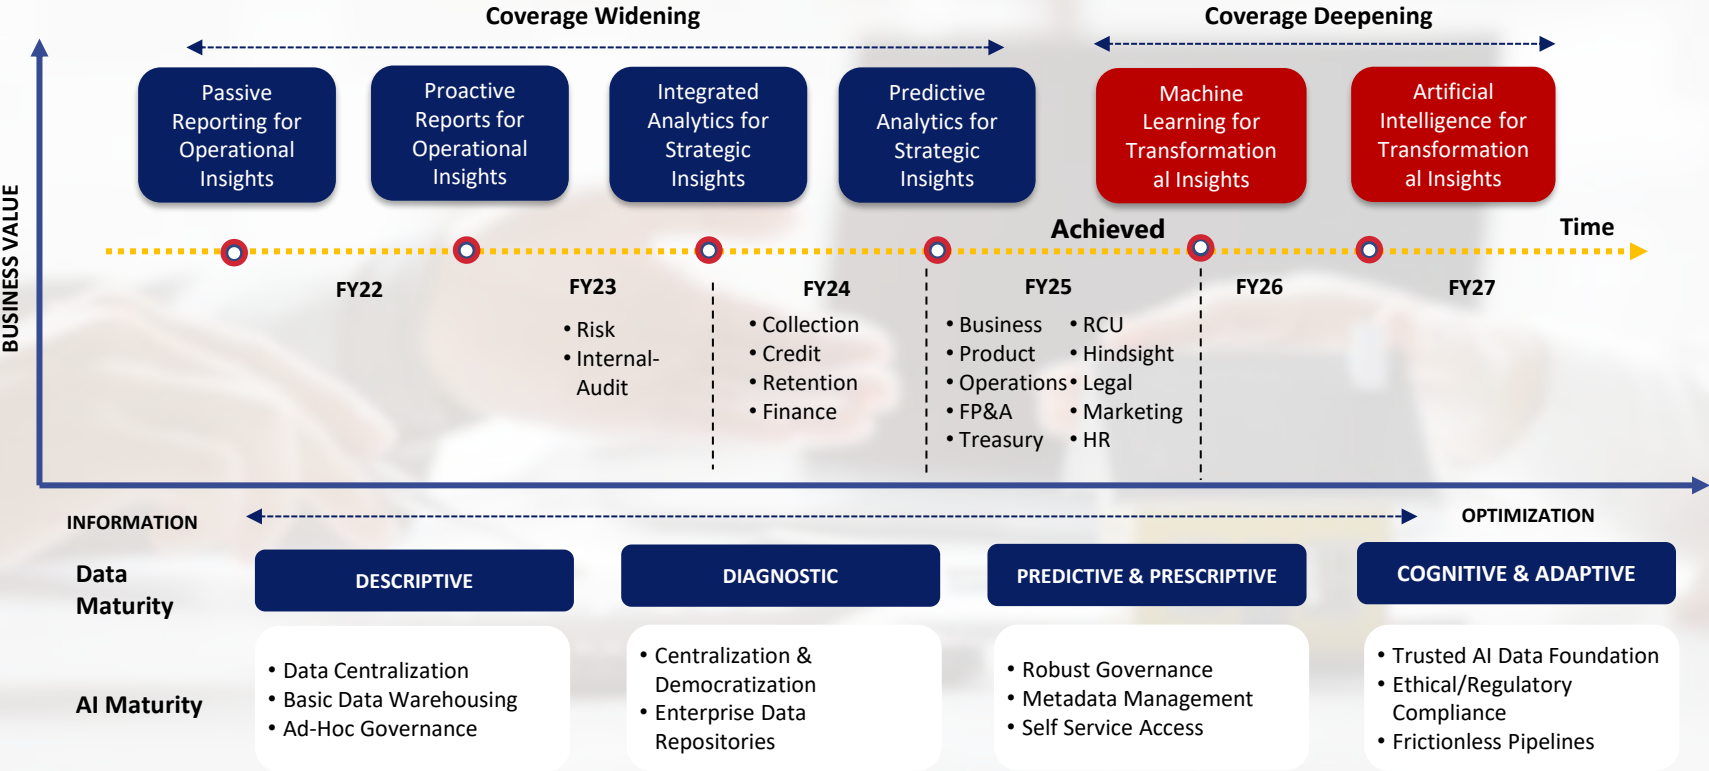 Coverage Widening
Coverage Deepening
Passive
Reporting for
Operational
Insights
Proactive
Reports for
Operational
Insights
Integrated
Analytics for
Strategic
Insights
Predictive
Analytics for
Strategic
Insights
Machine
Learning for
Transformation
al Insights
Artificial
Intelligence for
Transformation
al Insights
BUSINESS VALUE
Achieved
Time
FY22
FY23
• Risk
• Internal-
Audit
FY24
• Collection
• Credit
• Retention
• Finance
FY25
• Business
• Product
• Operations
• FP&A
• Treasury
• RCU
• Hindsight
• Legal
• Marketing
• HR
FY26
FY27
INFORMATION
OPTIMIZATION
Data
Maturity
DESCRIPTIVE
DIAGNOSTIC
PREDICTIVE & PRESCRIPTIVE
COGNITIVE & ADAPTIVE
AI Maturity
• Data Centralization
• Basic Data Warehousing
• Ad-Hoc Governance
• Centralization &
Democratization
• Enterprise Data
Repositories
• Robust Governance
• Metadata Management
• Self Service Access
• Trusted AI Data Foundation
• Ethical/Regulatory
Compliance
• Frictionless Pipelines